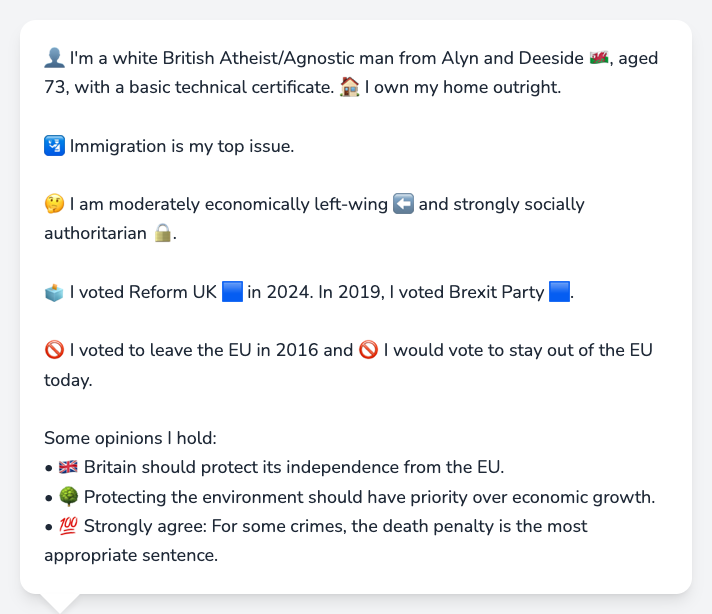 👤 I'm a white British Atheist/Agnostic man from Alyn and Deeside 🏴󠁧󠁢󠁷󠁬󠁳󠁿, aged
73, with a basic technical certificate. 🏠 I own my home outright.
🛂 Immigration is my top issue.
🤔 I am moderately economically left-wing ⬅️ and strongly socially
authoritarian 🔒.
🗳️ I voted Reform UK 🟦 in 2024. In 2019, I voted Brexit Party 🟦.
🚫 I voted to leave the EU in 2016 and 🚫 I would vote to stay out of the EU
today.
Some opinions I hold:
• 🇬🇧 Britain should protect its independence from the EU.
• 🌳 Protecting the environment should have priority over economic growth.
• 💯 Strongly agree: For some crimes, the death penalty is the most
appropriate sentence.